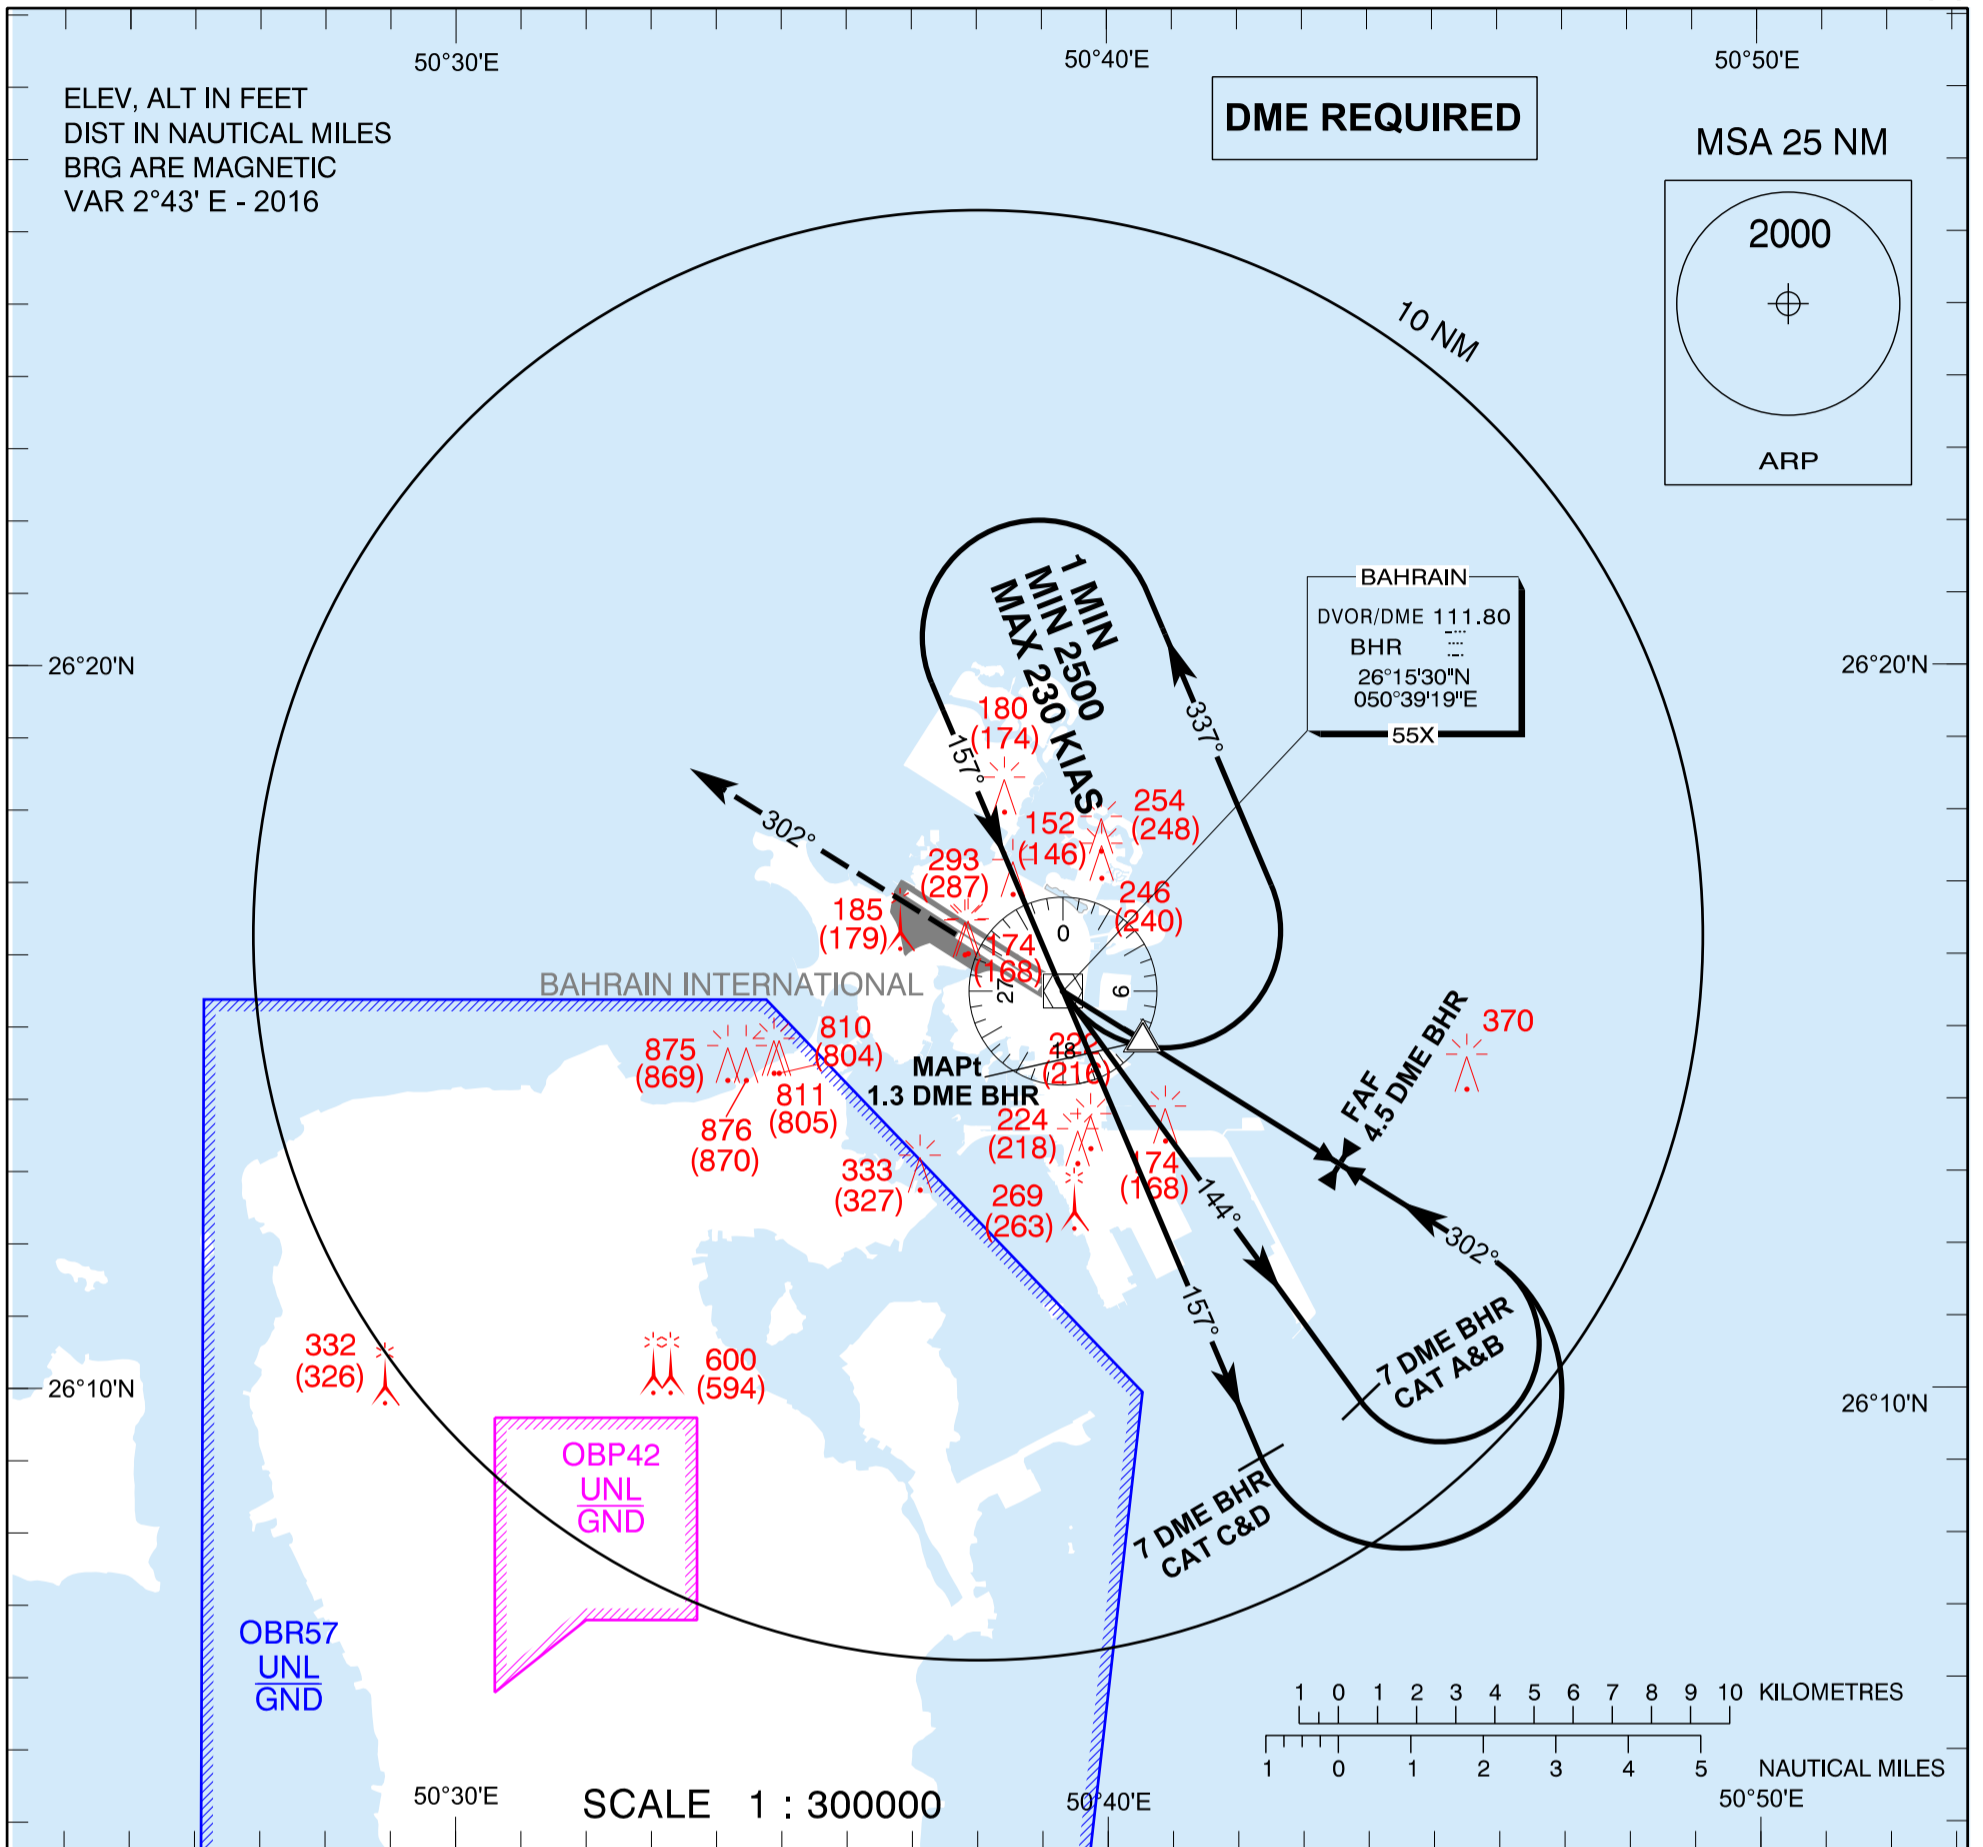 50°30'E
50°40'E
50°50'E
ELEV, ALT IN FEET
DIST IN NAUTICAL MILES
BRG ARE MAGNETIC
VAR 2°43' E - 2016
DME REQUIRED
MSA 25 NM
2000
ARP
10 NM
1 MIN
MIN 2500
MAX 230 KIAS
BAHRAIN
DVOR/DME 111.80
BHR
26°15'30"N
050°39'19"E
55X
26°20'N
26°20'N
180
(174)
337°
157°
302°
152
(146)
254
(248)
293
(287)
246
(240)
185
(179)
174
(168)
0
27
9
18
BAHRAIN INTERNATIONAL
370
FAF
4.5 DME BHR
810
(804)
875
(869)
(216)
MAPt
1.3 DME BHR
811
(805)
876
(870)
224
(218)
174
(168)
333
(327)
269
(263)
144°
302°
157°
332
(326)
600
(594)
7 DME BHR
CAT A&B
26°10'N
26°10'N
OBP42
UNL
GND
7 DME BHR
CAT C&D
OBR57
UNL
GND
1 0 1 2 3 4 5 6 7 8 9 10 KILOMETRES
1 0 1 2 3 4 5 NAUTICAL MILES
50°30'E
SCALE 1 : 300000
50°40'E
50°50'E